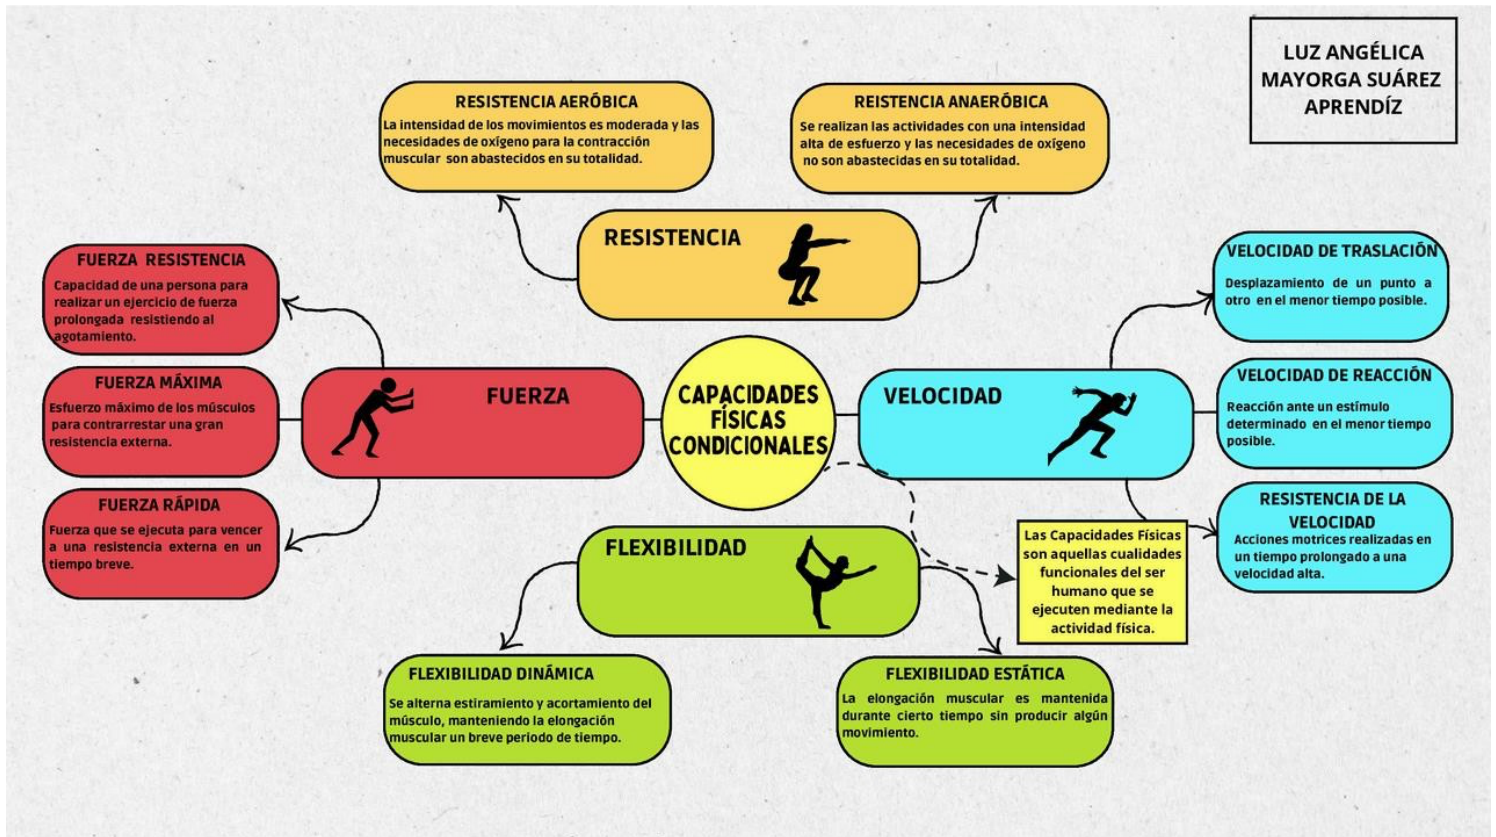 LUZ ANGÉLICA
MAYORGA SUÁREZ
APRENDÍZ
RESISTENCIA AERÓBICA
La intensidad de los movimientos es moderada y las
necesidades de oxígeno para la contracción
muscular son abastecidos en su totalidad.
REISTENCIA ANAERÓBICA
Se realizan las actividades con una intensidad
alta de esfuerzo y las necesidades de oxígeno
no son abastecidas en su totalidad.
RESISTENCIA
FUERZA RESISTENCIA
Capacidad de una persona para
realizar un ejercicio de fuerza
prolongada resistiendo al
agotamiento.
FUERZA MÁXIMA
Esfuerzo máximo de los músculos
para contrarrestar una gran
resistencia externa.
FUERZA RÁPIDA
Fuerza que se ejecuta para vencer
a una resistencia externa en un
tiempo breve.
FUERZA
CAPACIDADES
FÍSICAS
CONDICIONALES
VELOCIDAD
VELOCIDAD DE TRASLACIÓN
Desplazamiento de un punto a
otro en el menor tiempo posible.
VELOCIDAD DE REACCIÓN
Reacción ante un estímulo
determinado en el menor tiempo
posible.
RESISTENCIA DE LA
VELOCIDAD
Acciones motrices realizadas en
un tiempo prolongado a una
velocidad alta.
Las Capacidades Físicas
son aquellas cualidades
funcionales del ser
humano que se
ejecuten mediante la
actividad física.
FLEXIBILIDAD
FLEXIBILIDAD DINÁMICA
Se alterna estiramiento y acortamiento del
músculo, manteniendo la elongación
muscular un breve periodo de tiempo.
FLEXIBILIDAD ESTÁTICA
La elongación muscular es mantenida
durante cierto tiempo sin producir algún
movimiento.